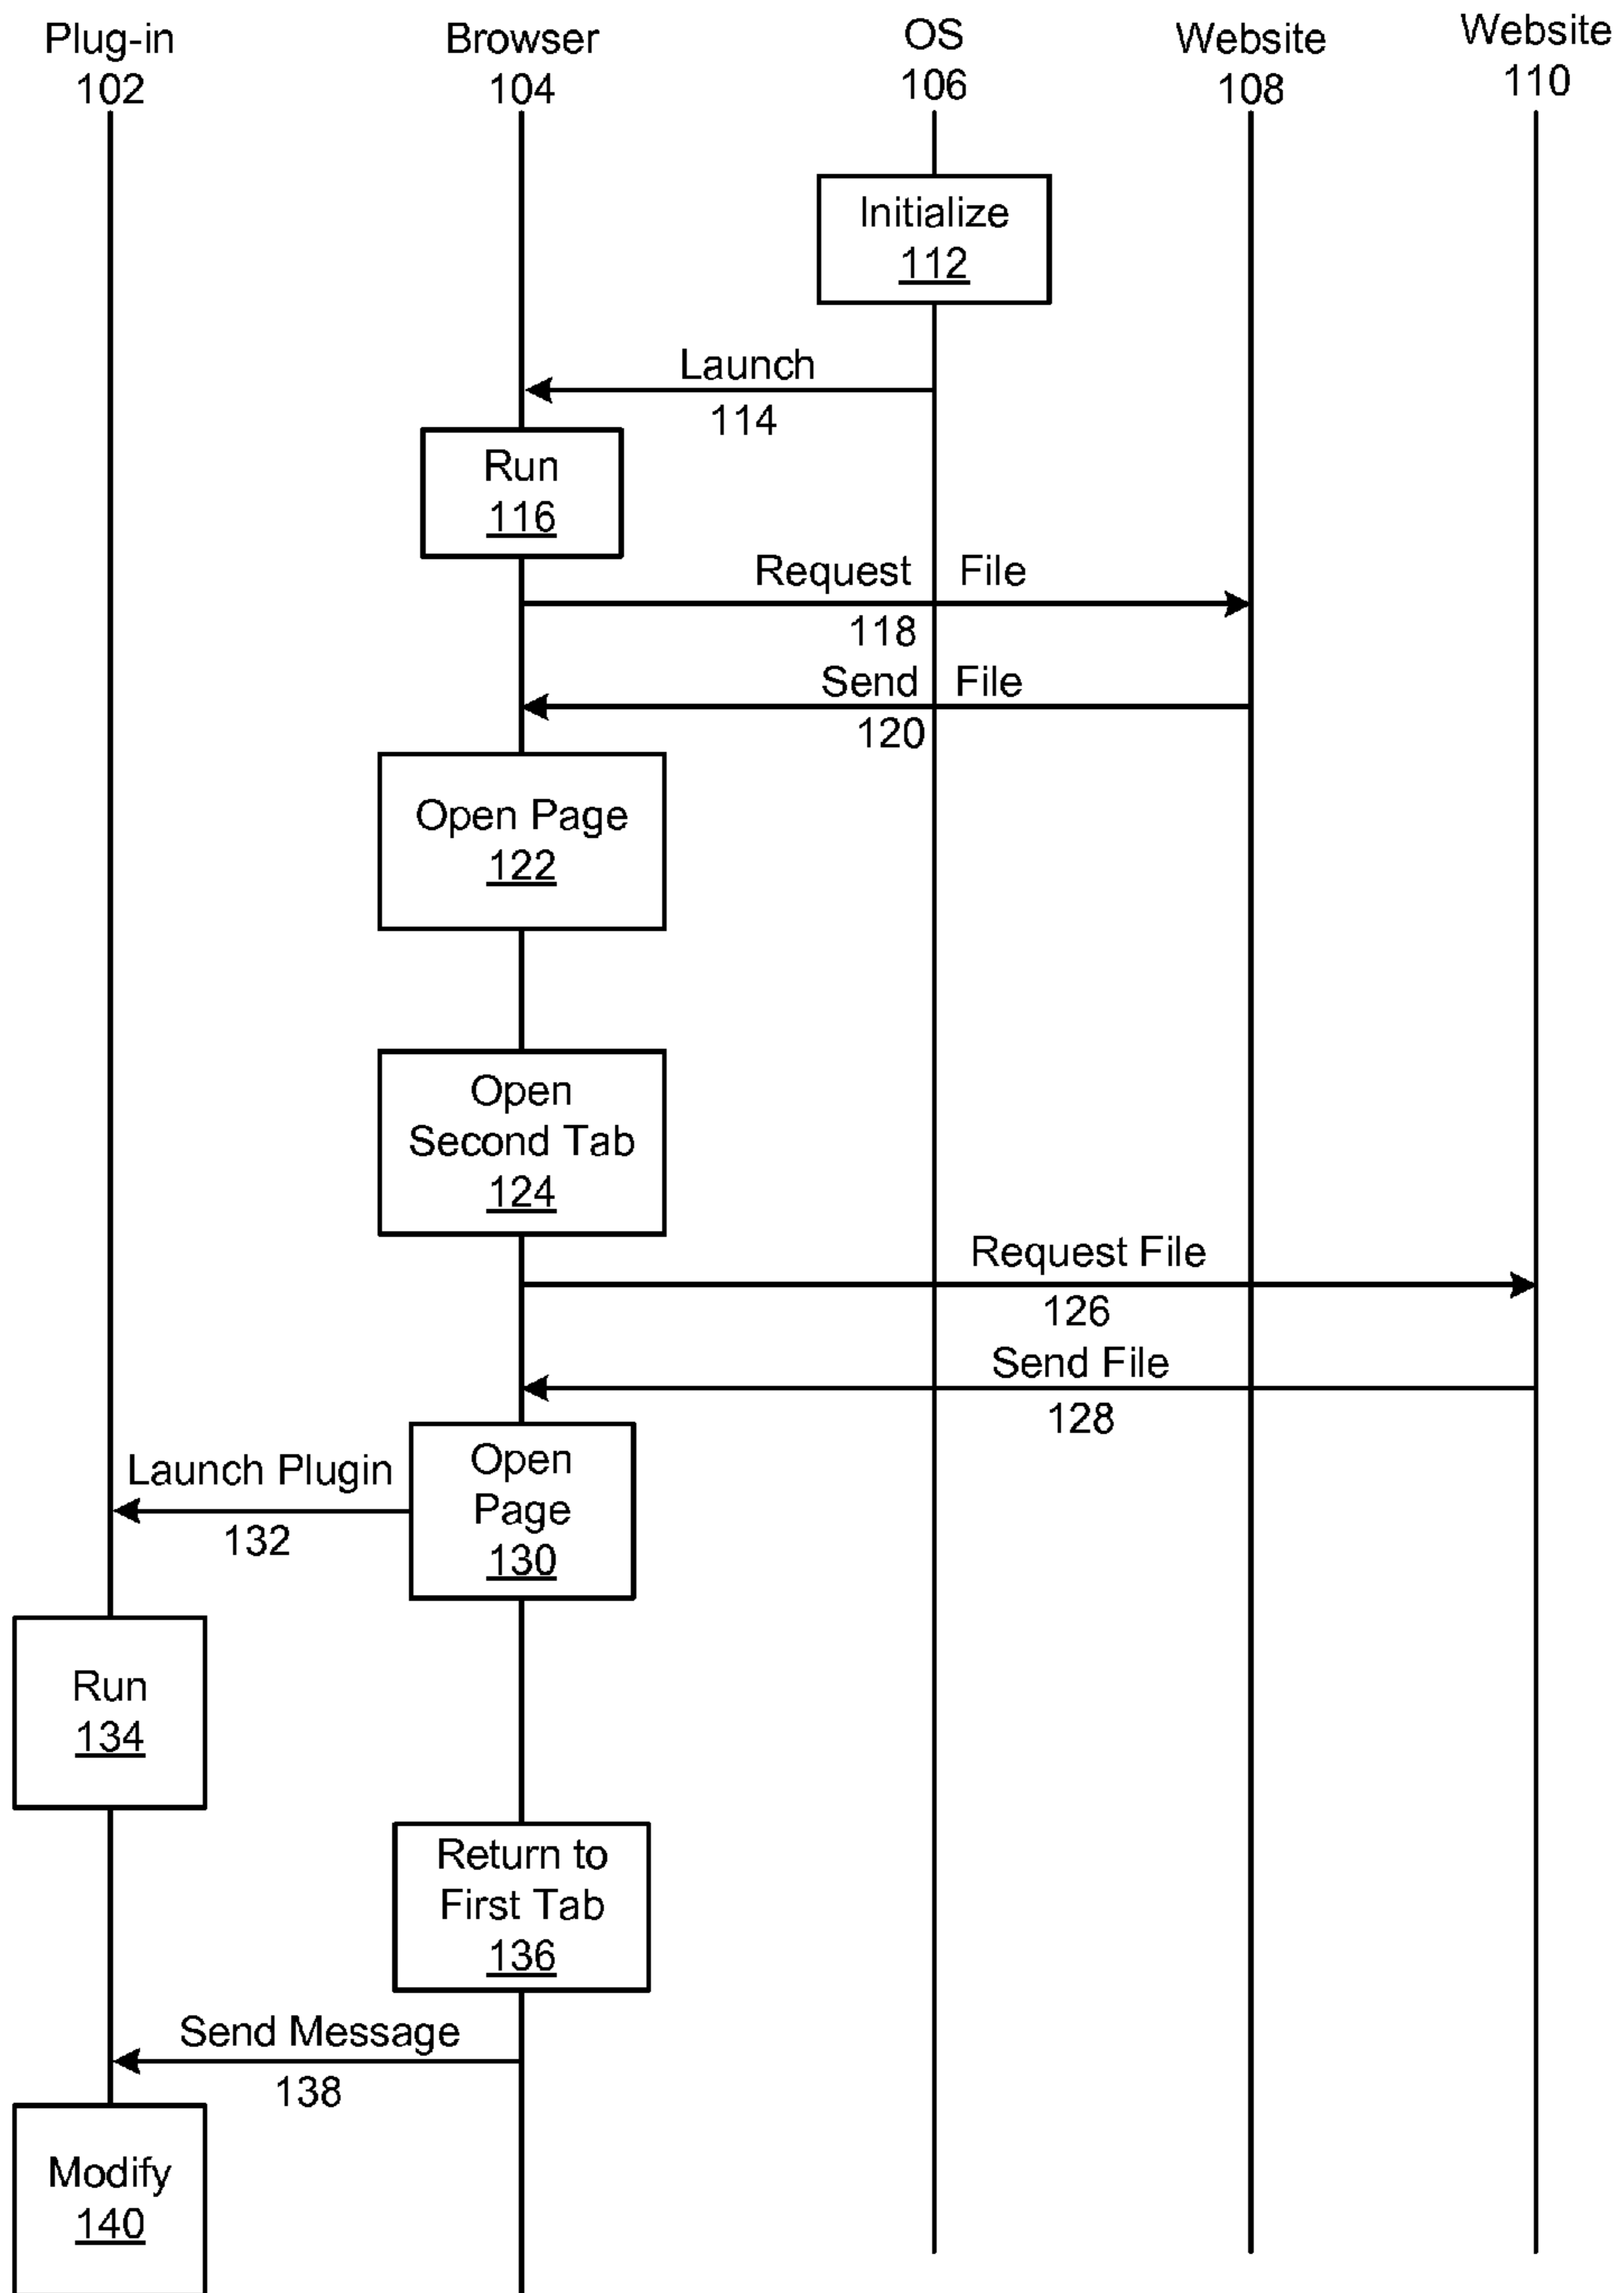 Plug-in
102
Browser
104
OS
106
Website
108
Website
110
Initialize
112
Launch
114
Run
116
Request File
118
Send File
120
Open Page
122
Open
Second Tab
124
Request File
126
Send File
128
Open
Page
130
Launch Plugin
132
Run
134
Return to
First Tab
136
Send Message
138
Modify
140